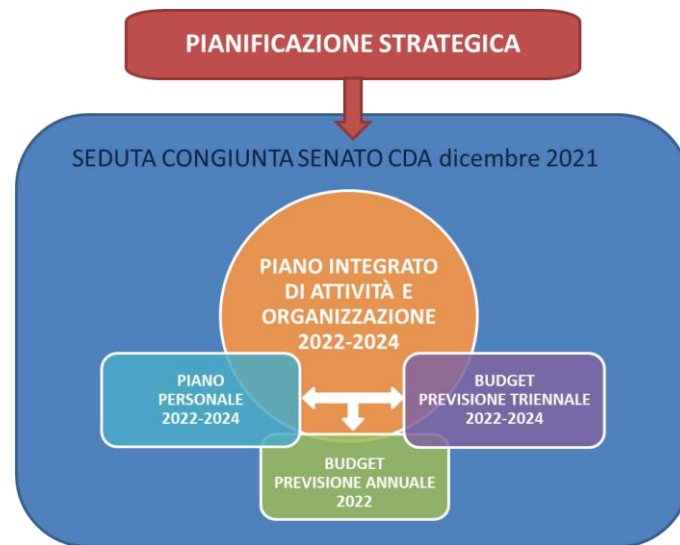 PIANIFICAZIONE STRATEGICA
SEDUTA CONGIUNTA SENATO CDA dicembre 2021
PIANO INTEGRATO
DI ATTIVITÀ E
ORGANIZZAZIONE
2022-2024
PIANO
PERSONALE
2022-2024
BUDGET
PREVISIONE TRIENNALE
2022-2024
BUDGET
PREVISIONE ANNUALE
2022